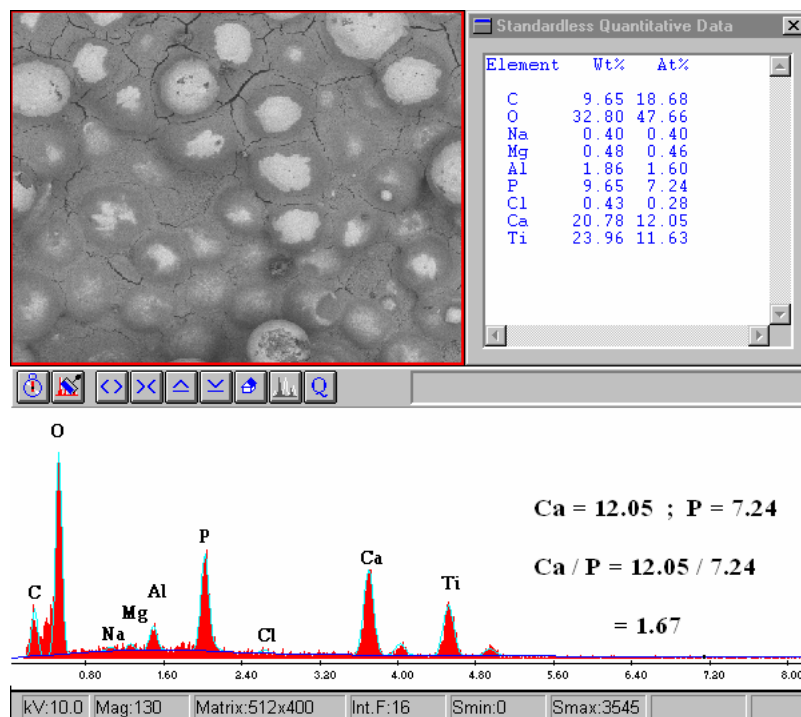 Standardless Quantitative Data
Element Wt% At%
C 9.65 18.68
O 32.80 47.66
Na 0.40 0.40
Mg 0.48 0.46
Al 1.86 1.60
P 9.65 7.24
Cl 0.43 0.28
Ca 20.78 12.05
Ti 23.96 11.63
Q
O
P
C
Na
Mg
Al
Cl
Ca
Ti
Ca = 12.05 ; P = 7.24
Ca / P = 12.05 / 7.24
= 1.67
0.80 1.60 2.40 3.20 4.00 4.80 5.60 6.40 7.20 8.00
kV:10.0 Mag:130 Matrix:512x400 Int.F:16 Smin:0 Smax:3545